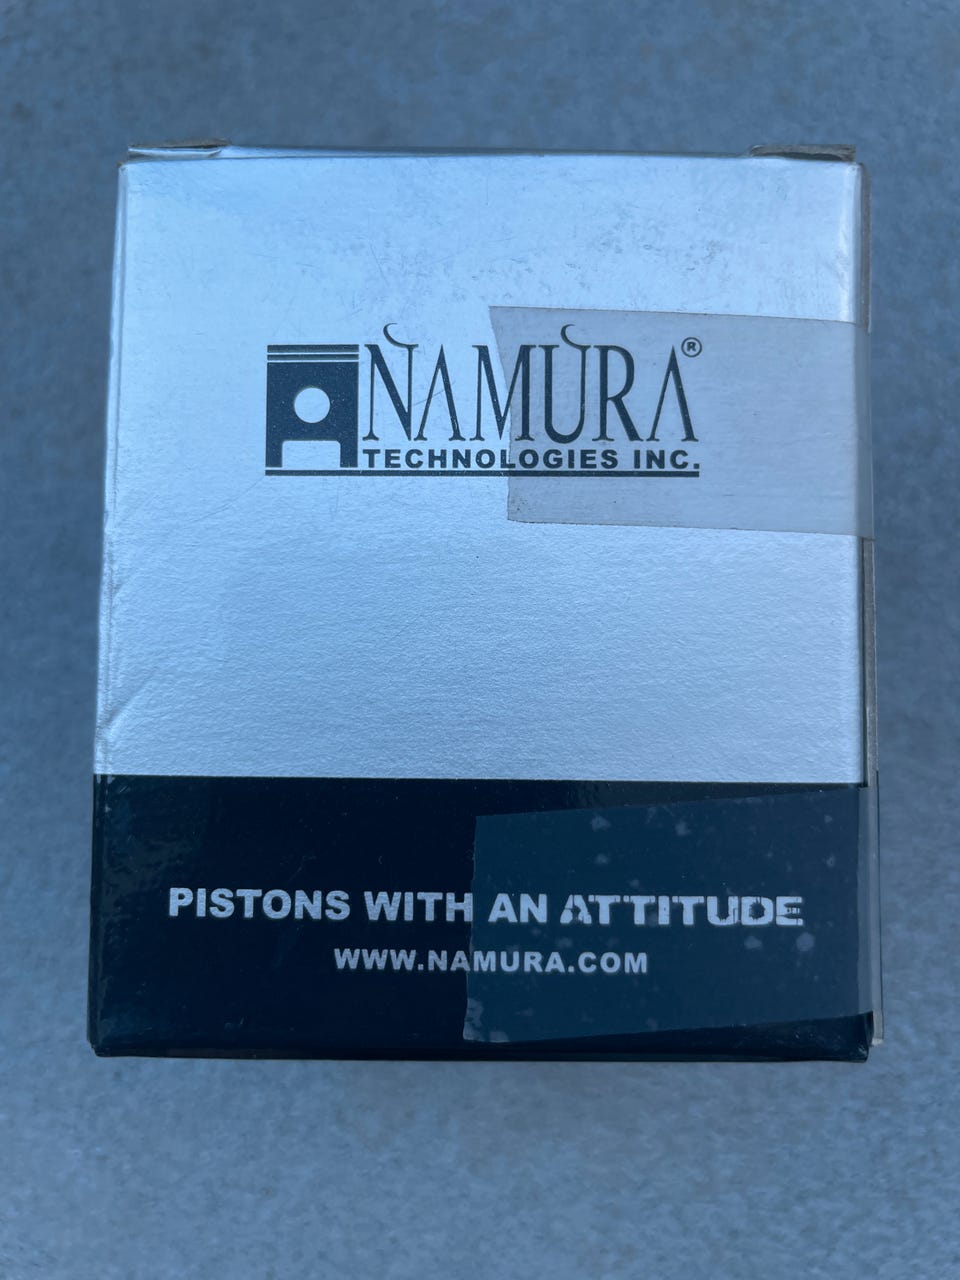 NAMURA®
TECHNOLOGIES INC.
PISTONS WITH AN ATTITUDE
WWW.NAMURA.COM